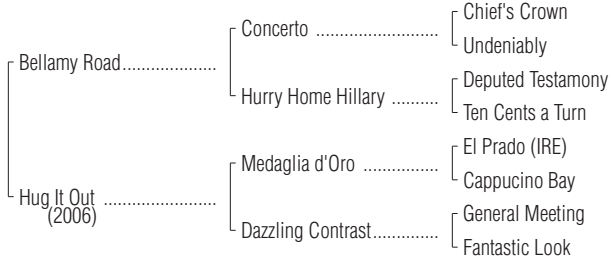 Chief's Crown
Concerto ..........................
Undeniably
Bellamy Road....................
Deputed Testamony
Hurry Home Hillary ..........
Ten Cents a Turn
El Prado (IRE)
Medaglia d'Oro ................
Cappucino Bay
Hug It Out ........................
(2006)
General Meeting
Dazzling Contrast..............
Fantastic Look